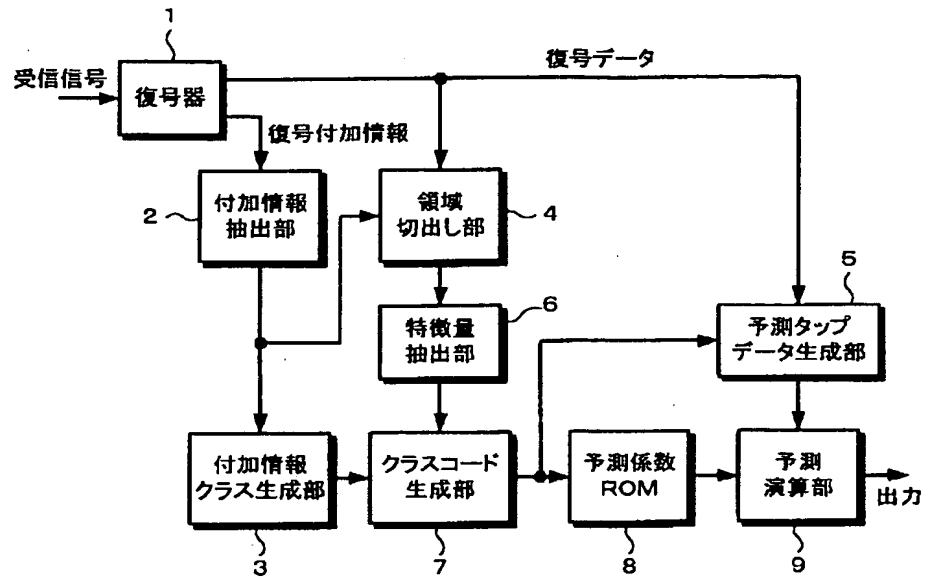 1
受信信号
復号器
復号データ
復号付加情報
2
付加情報
抽出部
領域
切出し部
4
5
予測タップ
データ生成部
6
特徴量
抽出部
付加情報
クラス生成部
3
クラスコード
生成部
7
予測係数
ROM
8
予測
演算部
9
出力